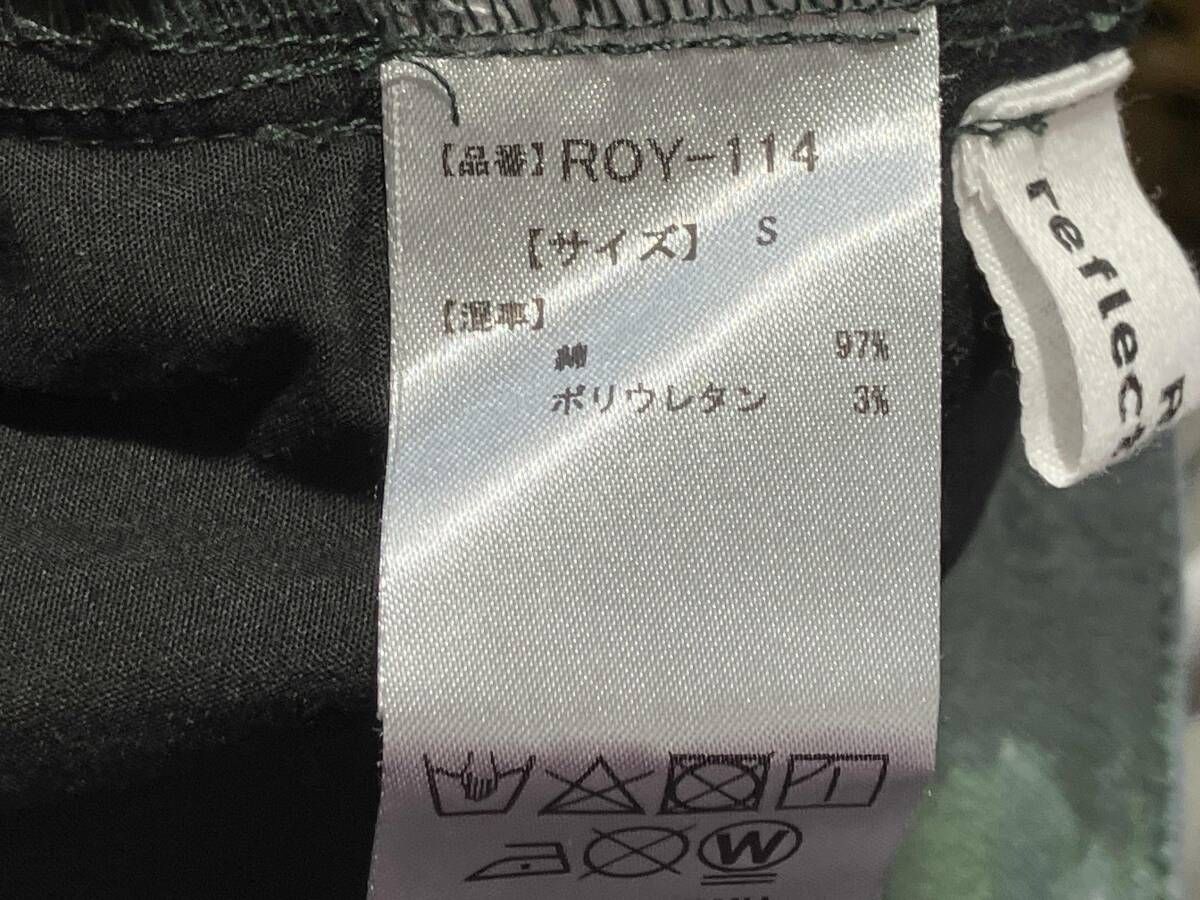 【品番】ROY-114
【サイズ】 S
【混率】
綿 97%
ポリウレタン 3%
W
reflect
R